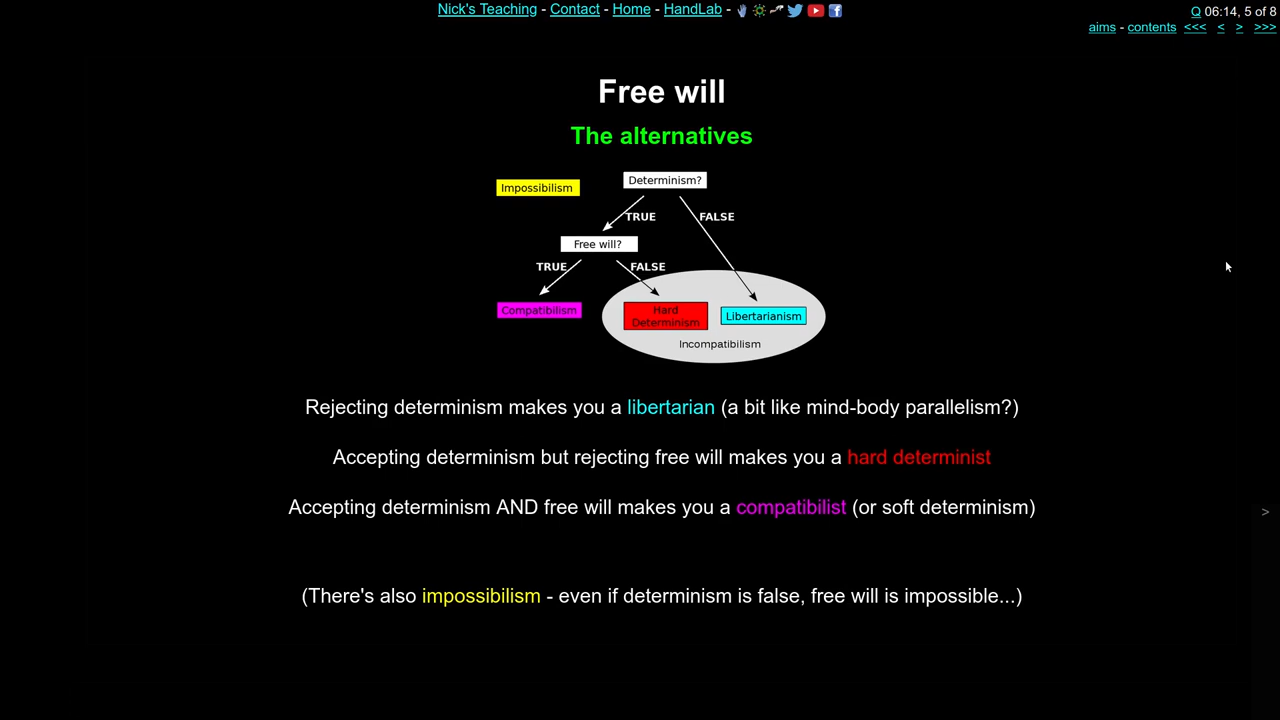 Nick's Teaching - Contact - Home - HandLab -
Q 06:14, 5 of 8
aims - contents <<< < > >>>
Free will
The alternatives
Impossibilism
Determinism?
TRUE
FALSE
Free will?
TRUE
FALSE
Compatibilism
Hard
Determinism
Libertarianism
Incompatibilism
Rejecting determinism makes you a libertarian (a bit like mind-body parallelism?)
Accepting determinism but rejecting free will makes you a hard determinist
Accepting determinism AND free will makes you a compatibilist (or soft determinism)
>
(There's also impossibilism - even if determinism is false, free will is impossible...)